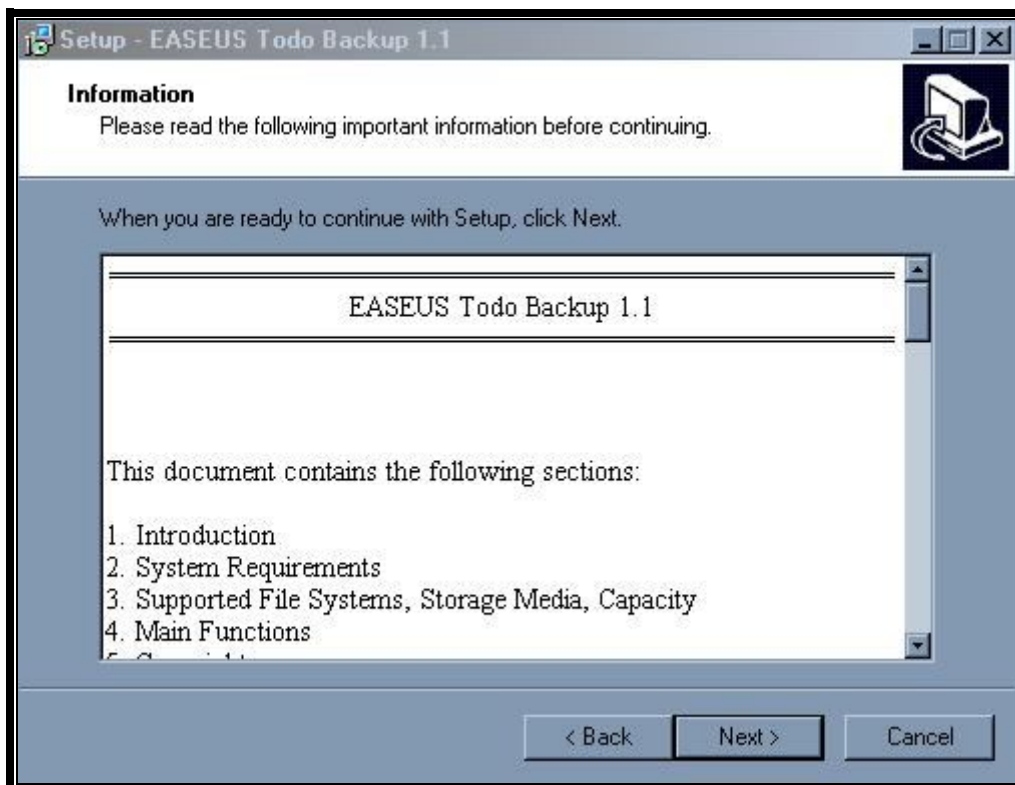 Setup - EASEUS Todo Backup 1.1
Information
Please read the following important information before continuing.
When you are ready to continue with Setup, click Next.
EASEUS Todo Backup 1.1
This document contains the following sections:
1. Introduction
2. System Requirements
3. Supported File Systems, Storage Media, Capacity
4. Main Functions
< Back
Next >
Cancel